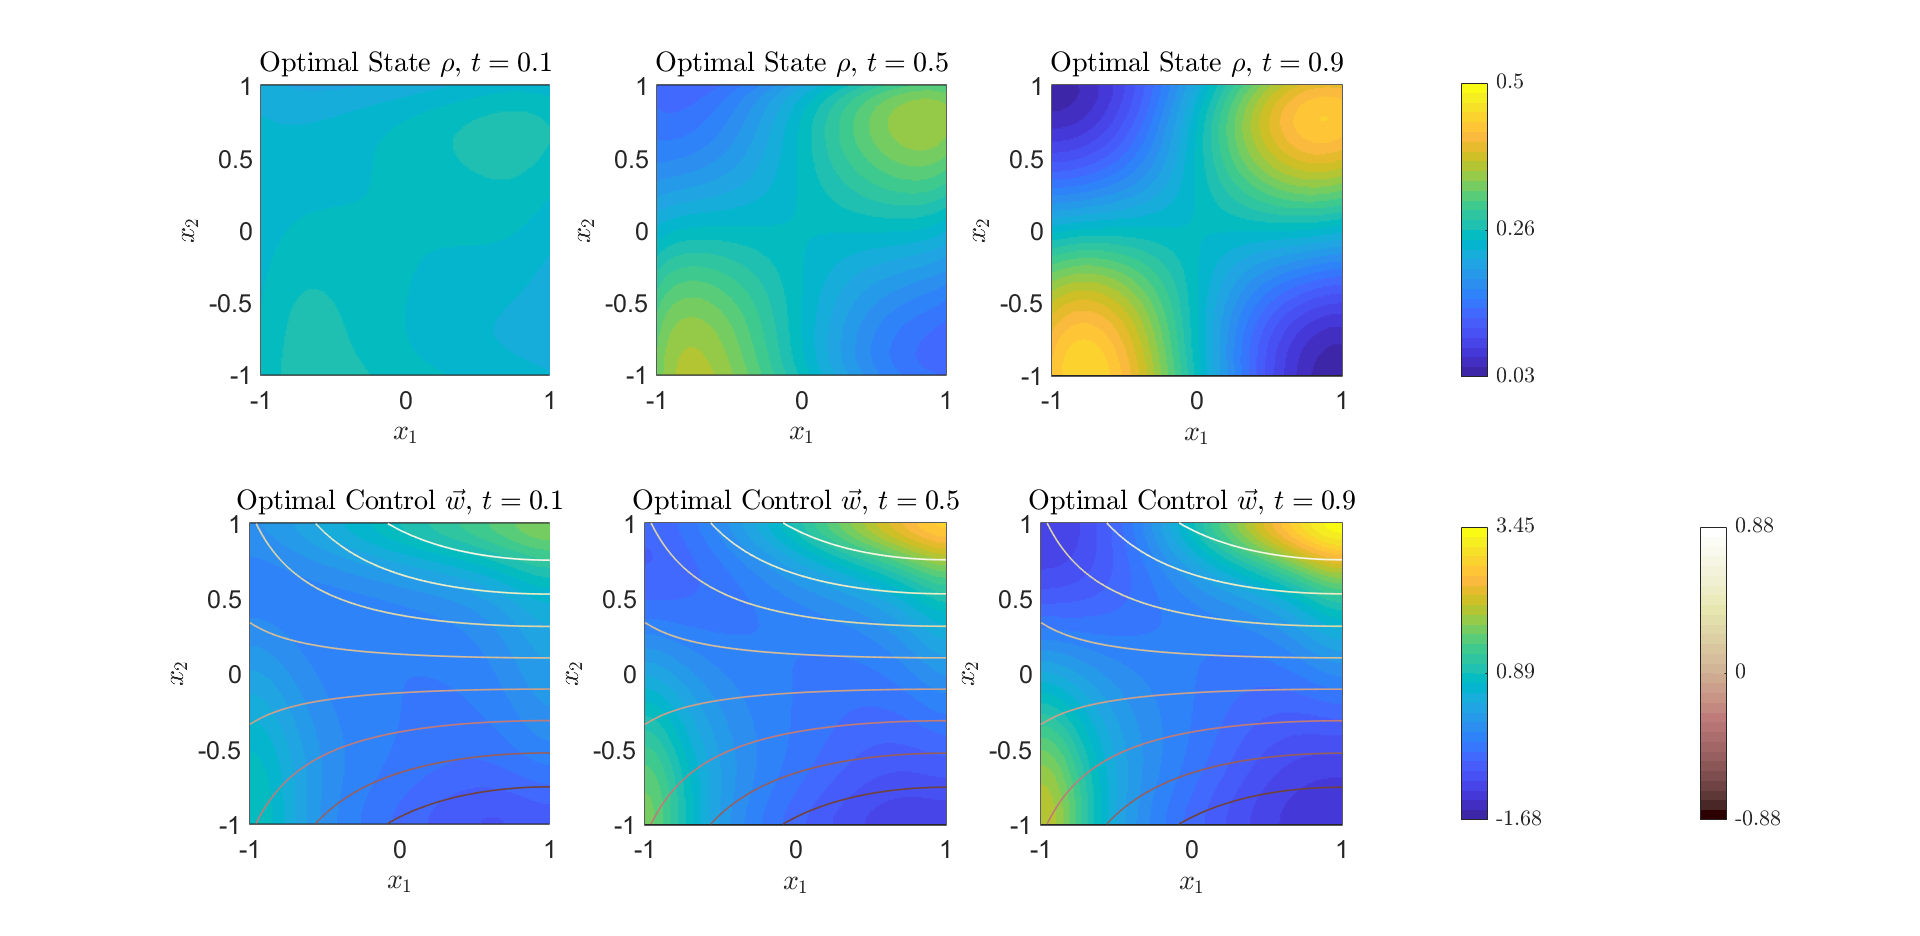 Optimal State ρ, t = 0.1
Optimal State ρ, t = 0.5
Optimal State ρ, t = 0.9
1
0.5
0
-0.5
-1
x₂
-1 0 1
x₁
1
0.5
0
-0.5
-1
x₂
-1 0 1
x₁
1
0.5
0
-0.5
-1
x₂
-1 0 1
x₁
0.5
0.26
0.03
Optimal Control w⃗, t = 0.1
Optimal Control w⃗, t = 0.5
Optimal Control w⃗, t = 0.9
1
0.5
0
-0.5
-1
x₂
-1 0 1
x₁
1
0.5
0
-0.5
-1
x₂
-1 0 1
x₁
1
0.5
0
-0.5
-1
x₂
-1 0 1
x₁
3.45
0.89
-1.68
0.88
0
-0.88